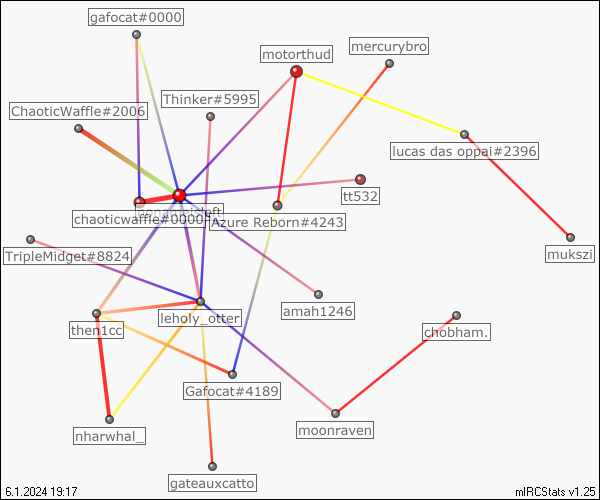 gafocat#0000
motorthud
mercurybro
Thinker#5995
ChaoticWaffle#2006
lucas das oppai#2396
tt532
chaoticwaffle#0000
Azure Reborn#4243
TripleMidget#8824
mukszi
amah1246
leholy_otter
then1cc
chobham.
Gafocat#4189
moonraven
nharwhal_
gateauxcatto
6.1.2024 19:17
mIRCStats v1.25